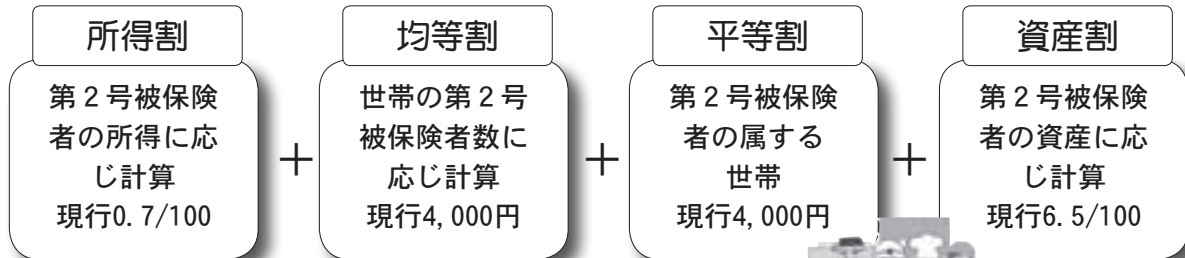 所得割
第２号被保険
者の所得に応
じ計算
現行0.7/100
＋
均等割
世帯の第２号
被保険者数に
応じ計算
現行4,000円
＋
平等割
第２号被保険
者の属する
世帯
現行4,000円
＋
資産割
第２号被保険
者の資産に応
じ計算
現行6.5/100